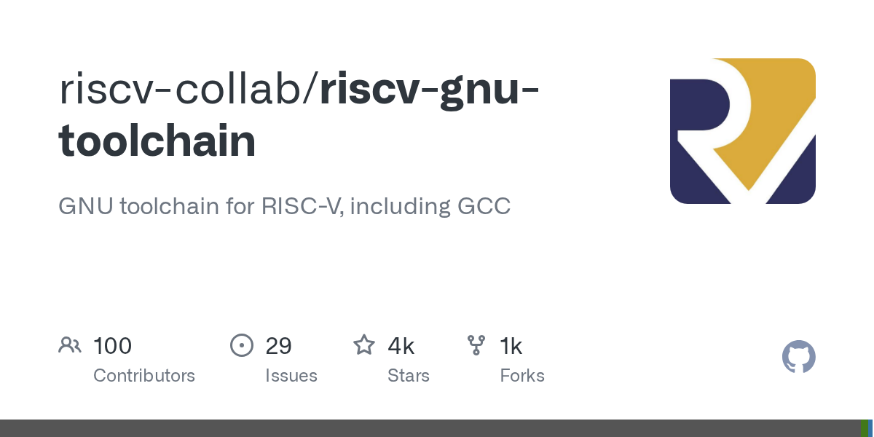 riscv-collab/riscv-gnu-
toolchain
GNU toolchain for RISC-V, including GCC
100 29 4k 1k
Contributors Issues Stars Forks